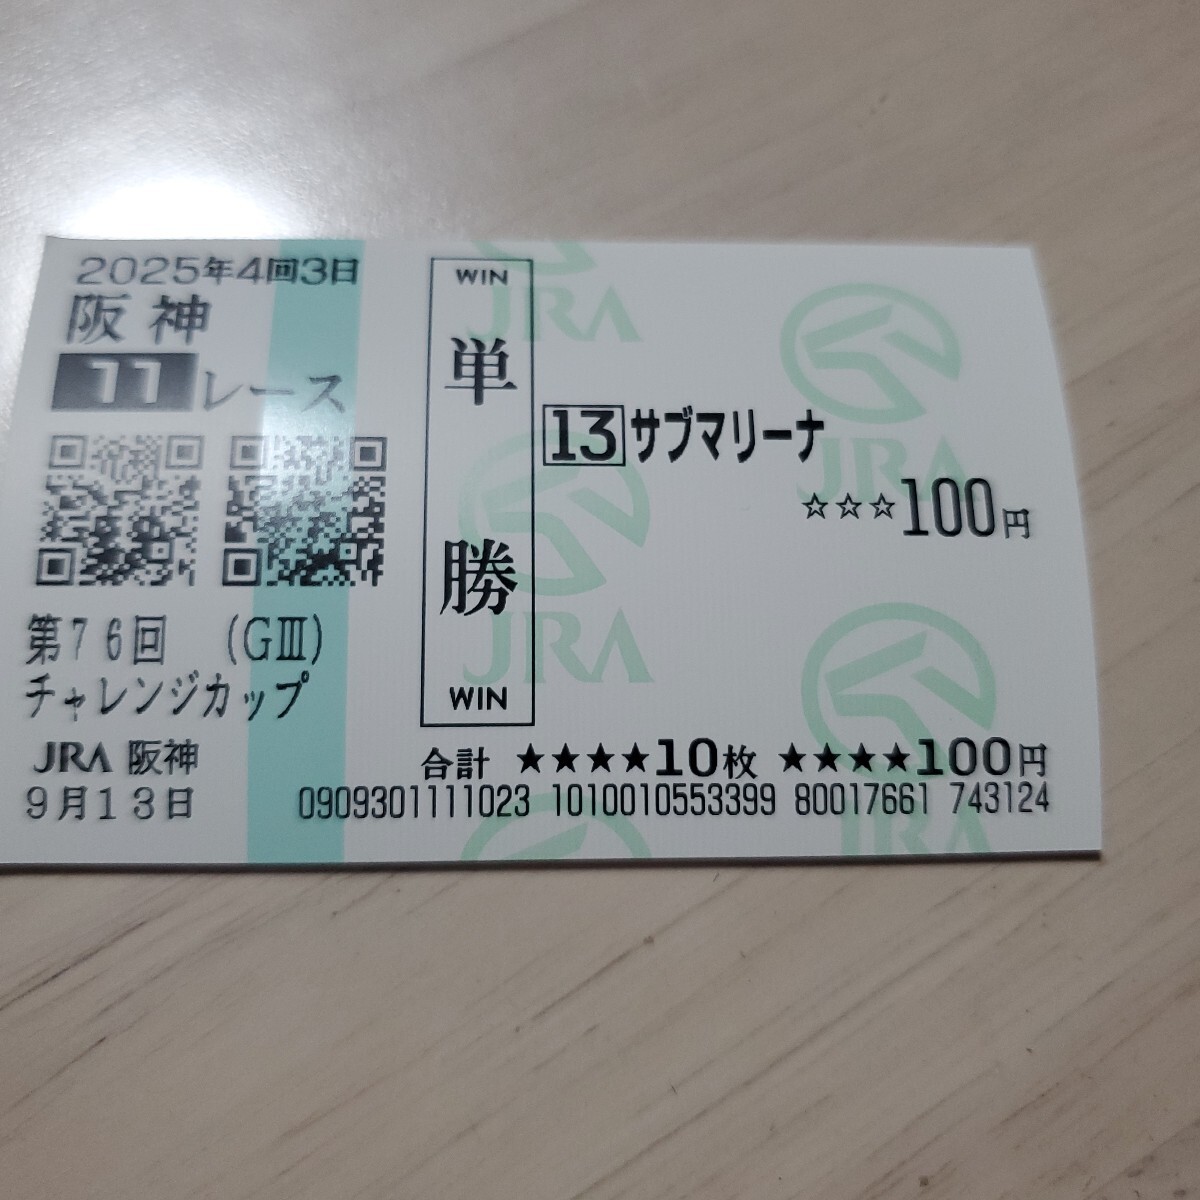 2025年4回3日
阪神
11レース
第76回 (GⅢ)
チャレンジカップ
JRA 阪神
9月13日
WIN
単勝
WIN
13 サブマリーナ
☆☆☆100円
合計 ★★★★10枚 ★★★★100円
0909301111023 1010010553399 80017661 743124
JRA
JRA
JRA
JRA